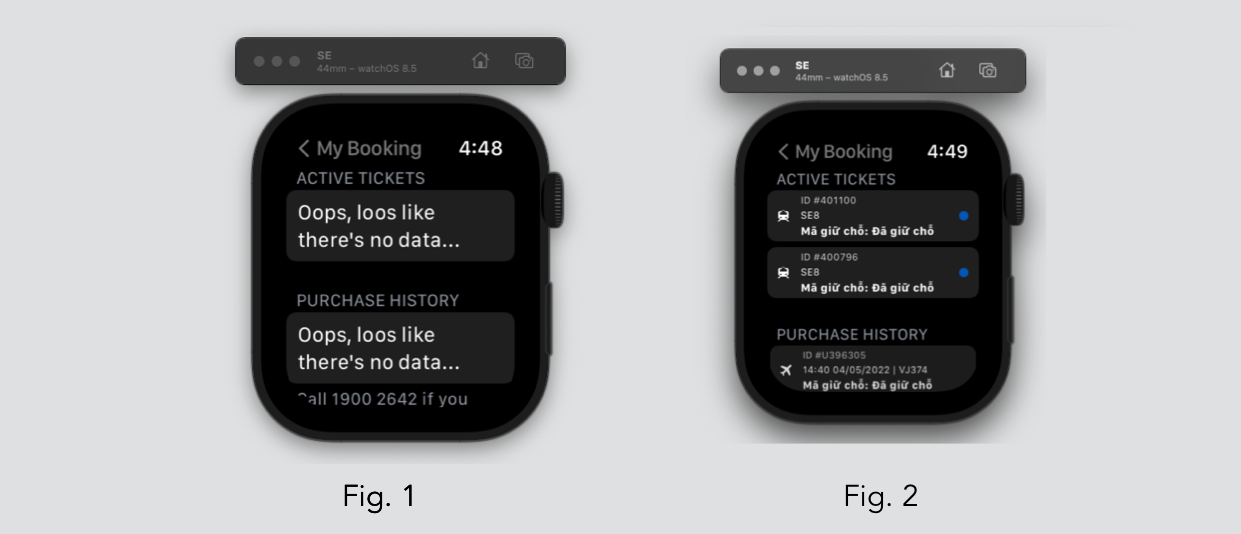 SE
44mm – watchOS 8.5
My Booking 4:48
ACTIVE TICKETS
Oops, loos like
there's no data...
PURCHASE HISTORY
Oops, loos like
there's no data...
Call 1900 2642 if you
Fig. 1
SE
44mm – watchOS 8.5
My Booking 4:49
ACTIVE TICKETS
ID #401100
SE8
Mã giữ chỗ: Đã giữ chỗ
ID #400796
SE8
Mã giữ chỗ: Đã giữ chỗ
PURCHASE HISTORY
ID #U396305
14:40 04/05/2022 | VJ374
Mã giữ chỗ: Đã giữ chỗ
Fig. 2